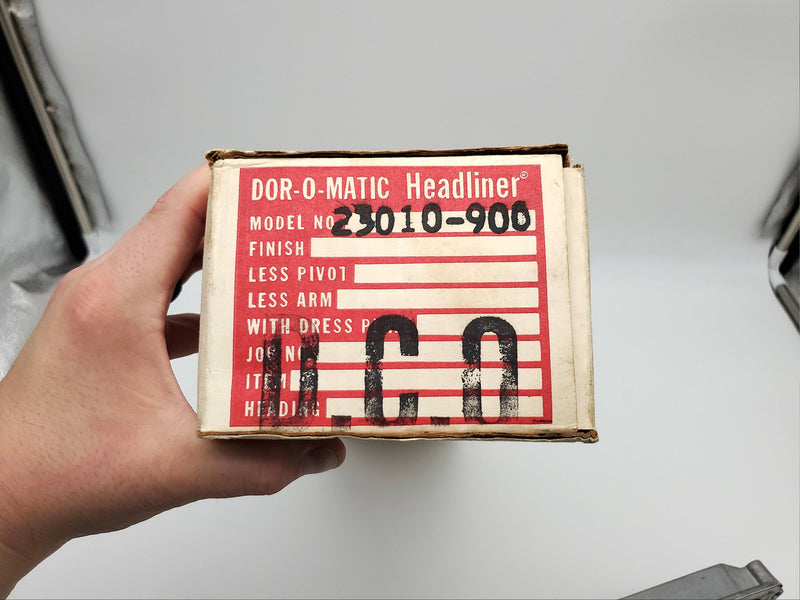 DOR-O-MATIC Headliner®
MODEL NO 23010-900
FINISH
LESS PIVOT
LESS ARM
WITH DRESS
JOB NO
ITEM
HEADING
D.C.O